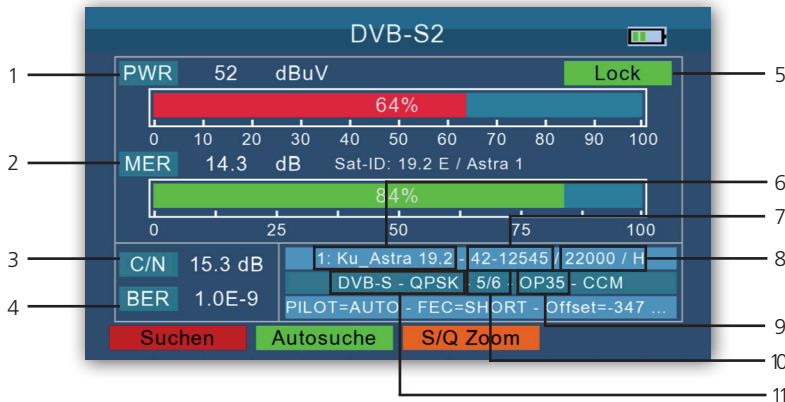 DVB-S2
1 PWR 52 dBuV Lock 5
64%
0 10 20 30 40 50 60 70 80 90 100
2 MER 14.3 dB Sat-ID: 19.2 E / Astra 1
6
84%
7
0 25 50 75 100
3 C/N 15.3 dB 1: Ku_Astra 19.2 - 42-12545 / 22000 / H 8
DVB-S - QPSK - 5/6 - OP35 - CCM
4 BER 1.0E-9 PILOT=AUTO - FEC=SHORT - Offset=-347 ...
9
Suchen Autosuche S/Q Zoom
10
11